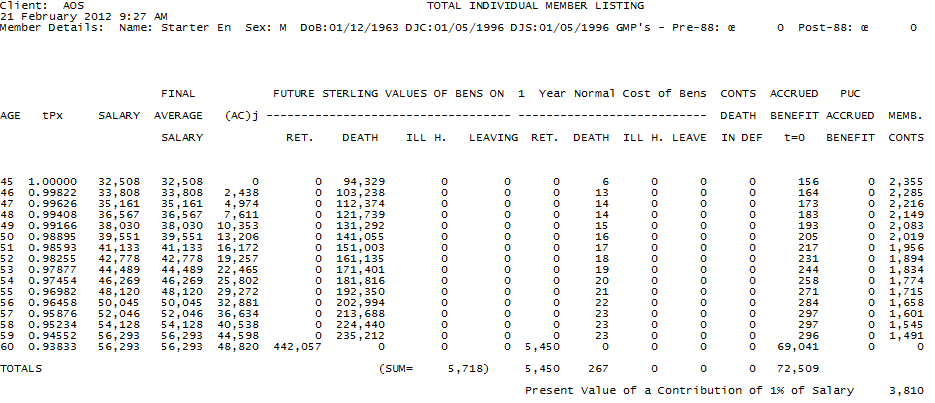 Client: AOS TOTAL INDIVIDUAL MEMBER LISTING
21 February 2012 9:27 AM
Member Details: Name: Starter En Sex: M DoB:01/12/1963 DJC:01/05/1996 DJS:01/05/1996 GMP's - Pre-88: œ 0 Post-88: œ 0
FINAL FUTURE STERLING VALUES OF BENS ON 1 Year Normal Cost of Bens CONTS ACCRUED PUC
AGE tPx SALARY AVERAGE (AC)j ----------------------------------- --------------------------- DEATH BENEFIT ACCRUED MEMB.
SALARY RET. DEATH ILL H. LEAVING RET. DEATH ILL H. LEAVE IN DEF t=0 BENEFIT CONTS
45 1.00000 32,508 32,508 0 0 94,329 0 0 0 6 0 0 0 156 0 2,355
46 0.99822 33,808 33,808 2,438 0 103,238 0 0 0 13 0 0 0 164 0 2,285
47 0.99626 35,161 35,161 4,974 0 112,374 0 0 0 14 0 0 0 173 0 2,216
48 0.99408 36,567 36,567 7,611 0 121,739 0 0 0 14 0 0 0 183 0 2,149
49 0.99166 38,030 38,030 10,353 0 131,292 0 0 0 15 0 0 0 193 0 2,083
50 0.98895 39,551 39,551 13,206 0 141,055 0 0 0 16 0 0 0 205 0 2,019
51 0.98593 41,133 41,133 16,172 0 151,003 0 0 0 17 0 0 0 217 0 1,956
52 0.98255 42,778 42,778 19,257 0 161,135 0 0 0 18 0 0 0 231 0 1,894
53 0.97877 44,489 44,489 22,465 0 171,401 0 0 0 19 0 0 0 244 0 1,834
54 0.97454 46,269 46,269 25,802 0 181,816 0 0 0 20 0 0 0 258 0 1,774
55 0.96982 48,120 48,120 29,272 0 192,350 0 0 0 21 0 0 0 271 0 1,715
56 0.96458 50,045 50,045 32,881 0 202,994 0 0 0 22 0 0 0 284 0 1,658
57 0.95876 52,046 52,046 36,634 0 213,688 0 0 0 23 0 0 0 297 0 1,601
58 0.95234 54,128 54,128 40,538 0 224,440 0 0 0 23 0 0 0 297 0 1,545
59 0.94552 56,293 56,293 44,598 0 235,212 0 0 0 23 0 0 0 296 0 1,491
60 0.93833 56,293 56,293 48,820 442,057 0 0 0 5,450 0 0 0 0 69,041 0 0
TOTALS (SUM= 5,718) 5,450 267 0 0 0 72,509
Present Value of a Contribution of 1% of Salary 3,810